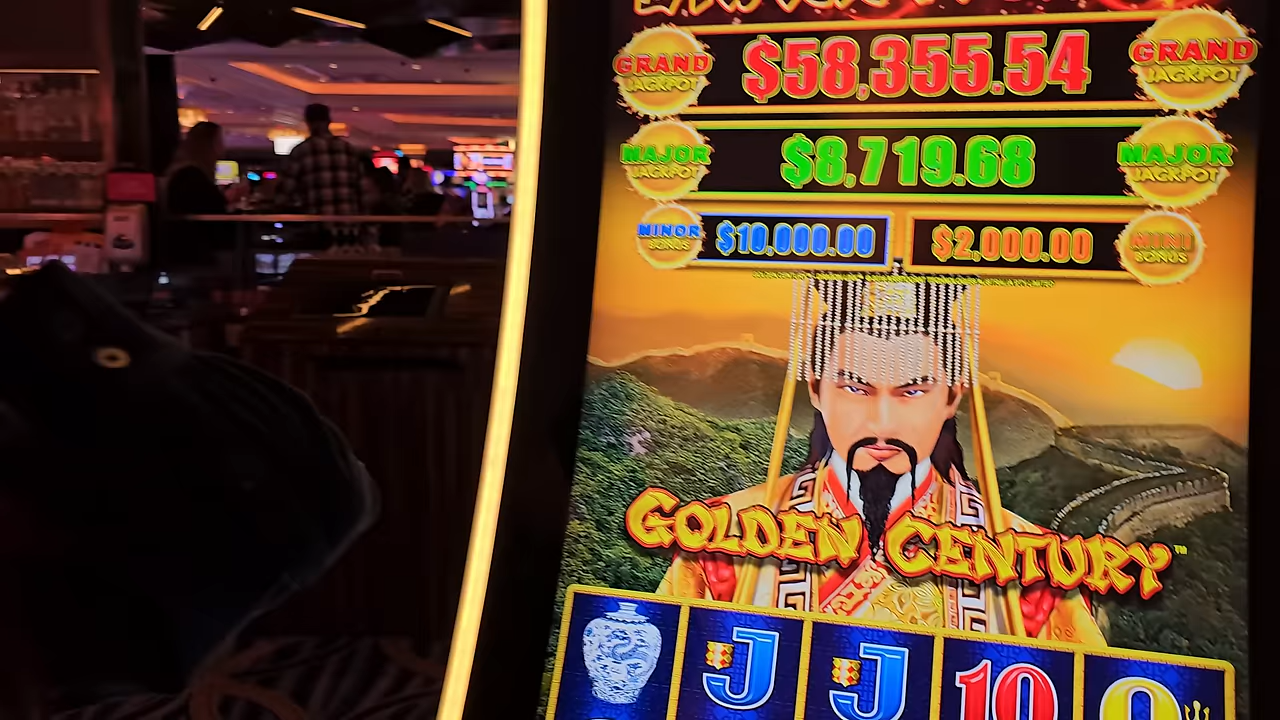 GRAND JACKPOT $58,355.54 GRAND JACKPOT
MAJOR JACKPOT $8,719.68 MAJOR JACKPOT
MINOR BONUS $10,000.00 $2,000.00 MINI BONUS
GOLDEN CENTURY™
J J 10 Q